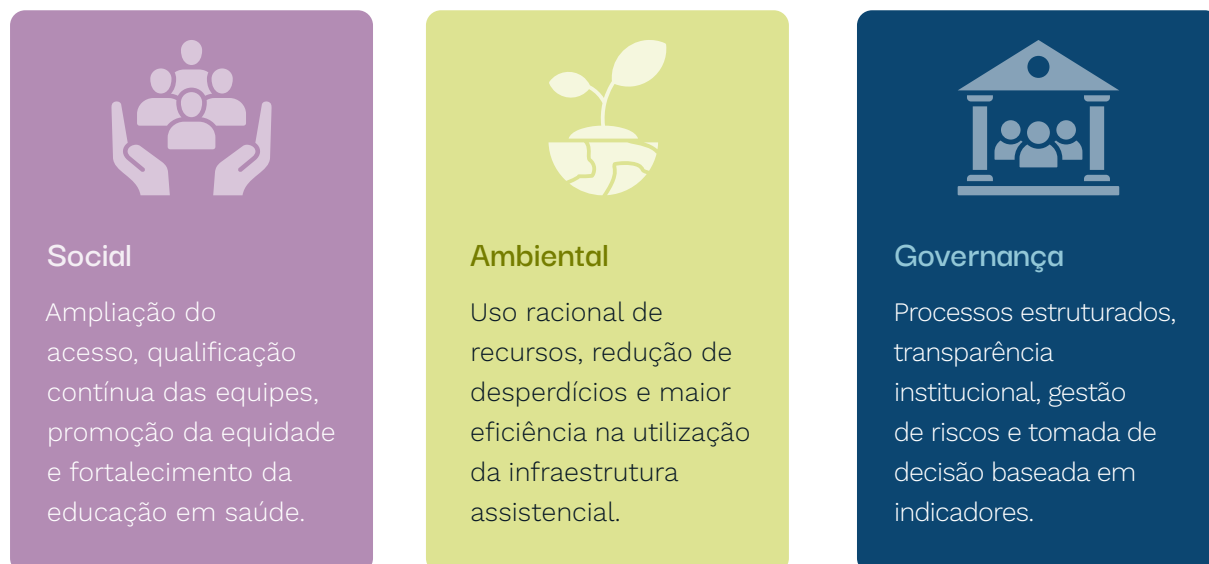 Social
Ampliação do
acesso, qualificação
contínua das equipes,
promoção da equidade
e fortalecimento da
educação em saúde.
Ambiental
Uso racional de
recursos, redução de
desperdícios e maior
eficiência na utilização
da infraestrutura
assistencial.
Governança
Processos estruturados,
transparência
institucional, gestão
de riscos e tomada de
decisão baseada em
indicadores.